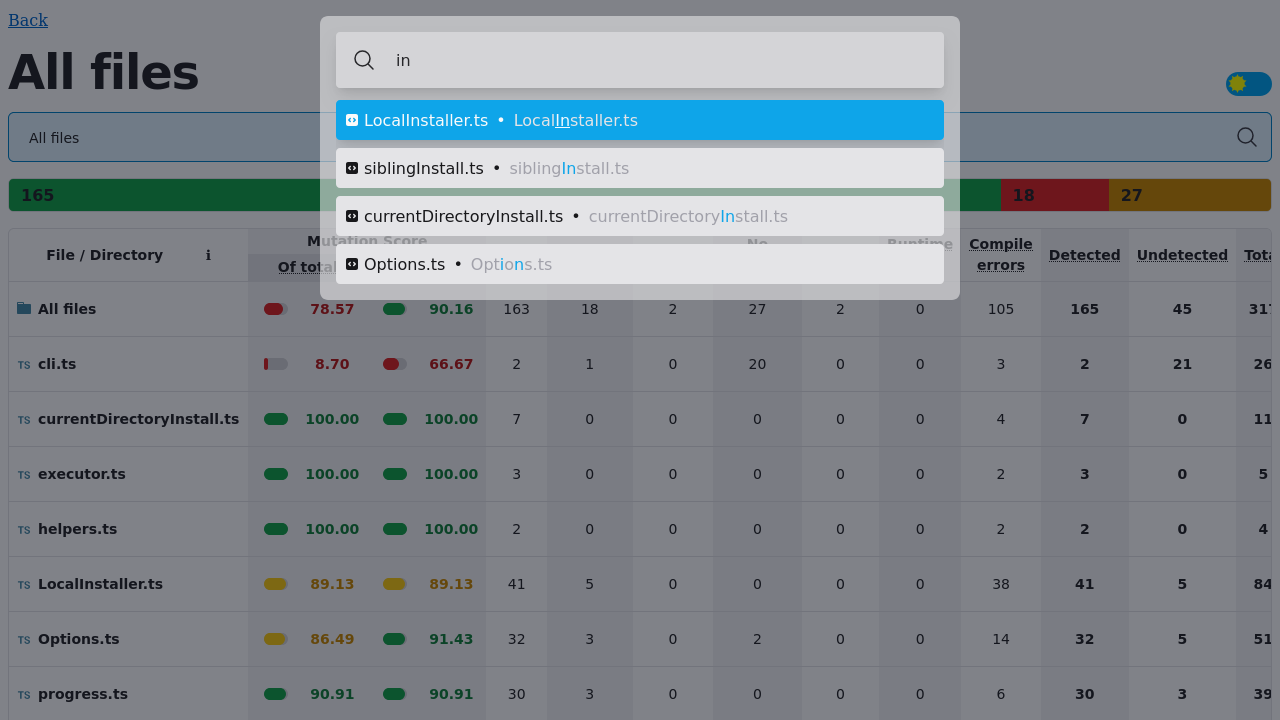 Back
All files
in
All files
LocalInstaller.ts • LocalInstaller.ts
siblingInstall.ts • siblingInstall.ts
currentDirectoryInstall.ts • currentDirectoryInstall.ts
Options.ts • Options.ts
165 18 27
File / Directory ℹ Mutation Score No Runtime Compile errors Detected Undetected Tota
Of tot
All files 78.57 90.16 163 18 2 27 2 0 105 165 45 317
TS cli.ts 8.70 66.67 2 1 0 20 0 0 3 2 21 26
TS currentDirectoryInstall.ts 100.00 100.00 7 0 0 0 0 0 4 7 0 11
TS executor.ts 100.00 100.00 3 0 0 0 0 0 2 3 0 5
TS helpers.ts 100.00 100.00 2 0 0 0 0 0 2 2 0 4
TS LocalInstaller.ts 89.13 89.13 41 5 0 0 0 0 38 41 5 84
TS Options.ts 86.49 91.43 32 3 0 2 0 0 14 32 5 51
TS progress.ts 90.91 90.91 30 3 0 0 0 0 6 30 3 39